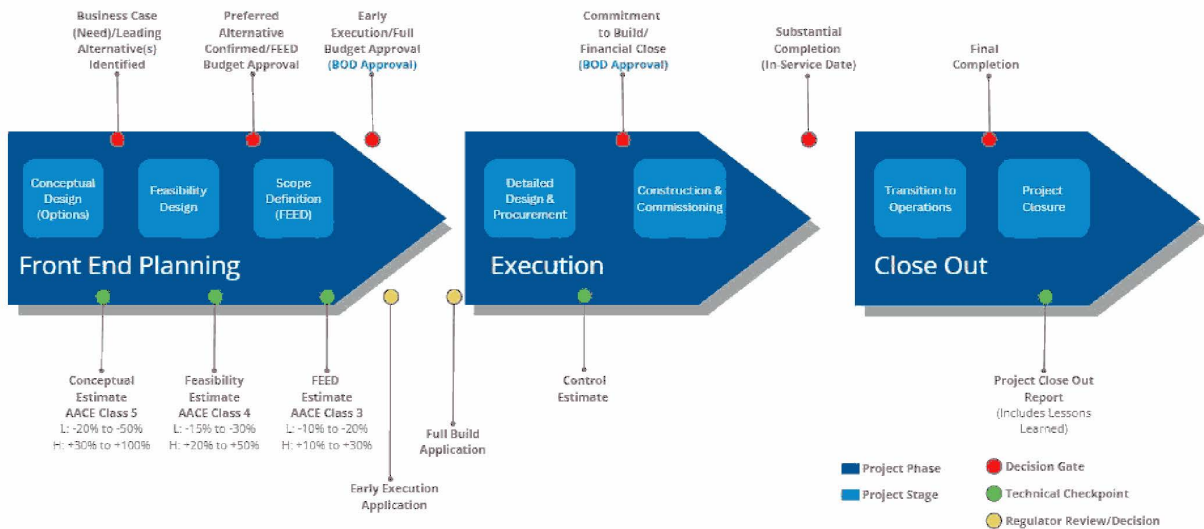 Business Case
(Need)/Leading
Alternative(s)
Identified
Preferred
Alternative
Confirmed/FEED
Budget Approval
Early
Execution/Full
Budget Approval
(BOD Approval)
Commitment
to Build/
Financial Close
(BOD Approval)
Substantial
Completion
(In-Service Date)
Final
Completion
Conceptual
Design
(Options)
Feasibility
Design
Scope
Definition
(FEED)
Front End Planning
Detailed
Design &
Procurement
Construction &
Commissioning
Execution
Transition to
Operations
Project
Closure
Close Out
Conceptual
Estimate
AACE Class 5
L: -20% to -50%
H: +30% to +100%
Feasibility
Estimate
AACE Class 4
L: -15% to -30%
H: +20% to +50%
FEED
Estimate
AACE Class 3
L: -10% to -20%
H: +10% to +30%
Early Execution
Application
Full Build
Application
Control
Estimate
Project Close Out
Report
(Includes Lessons
Learned)
Project Phase
Project Stage
Decision Gate
Technical Checkpoint
Regulator Review/Decision